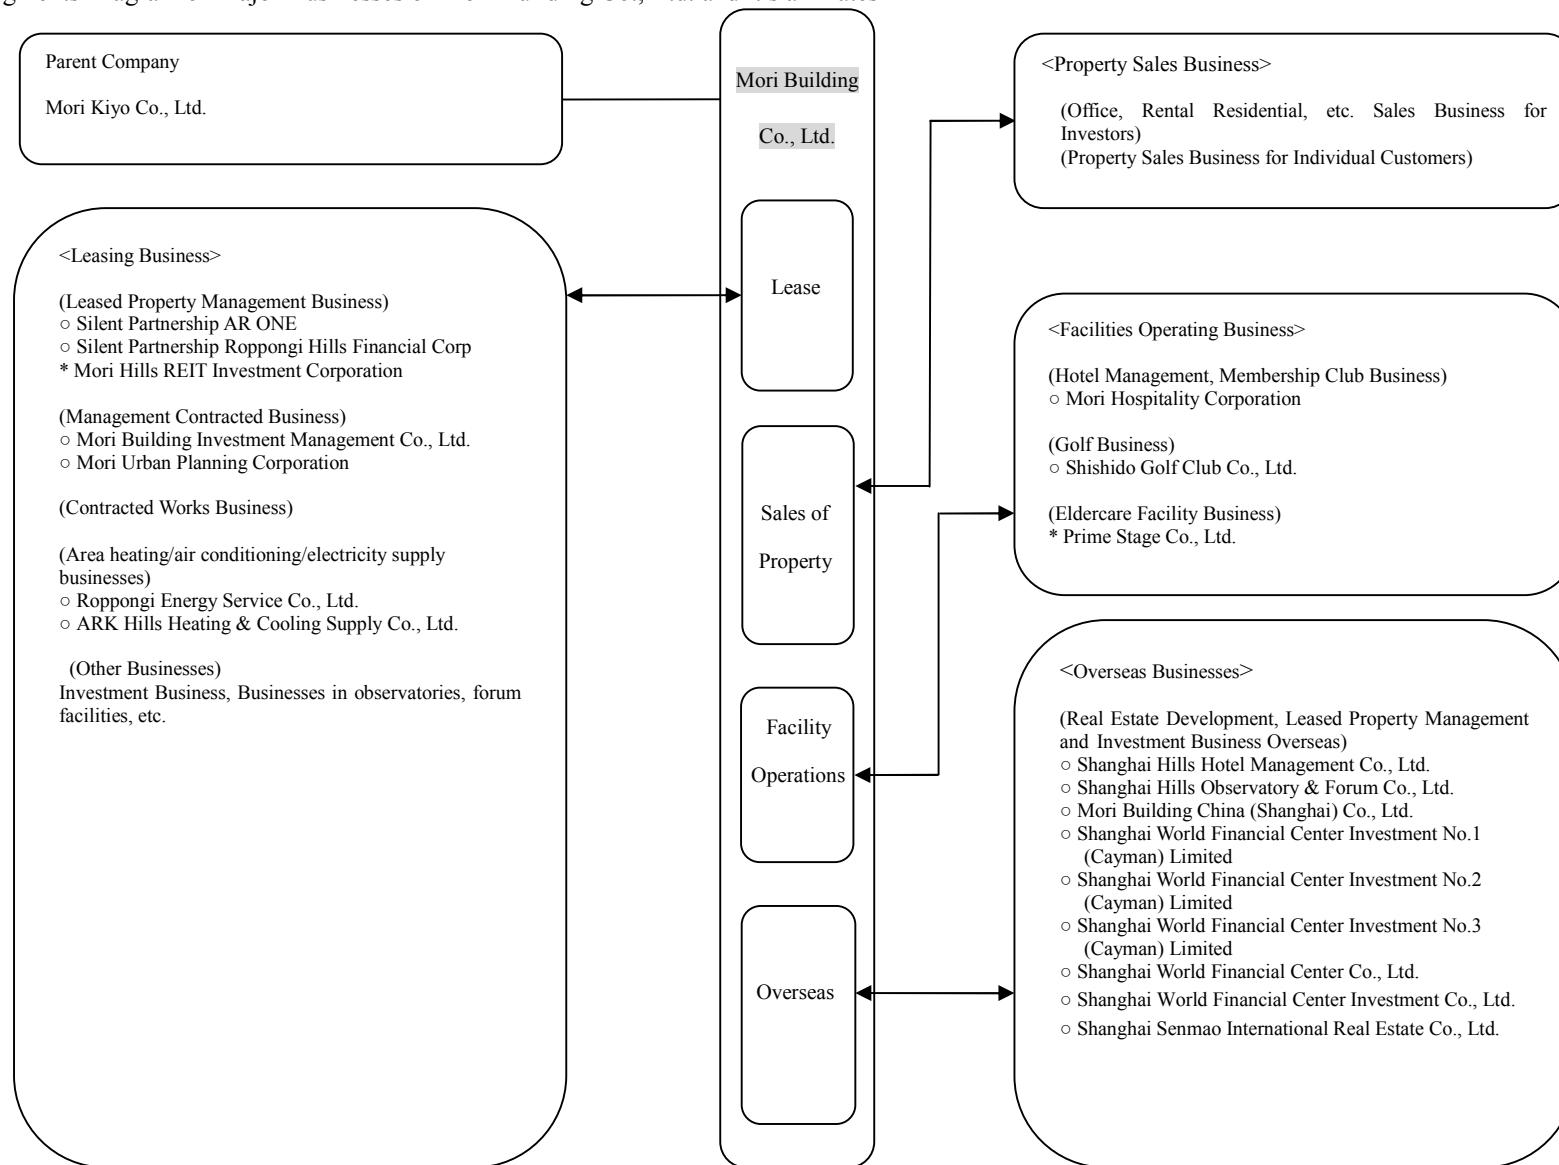 Parent Company
Mori Kiyo Co., Ltd.
<Leasing Business>
(Leased Property Management Business)
○ Silent Partnership AR ONE
○ Silent Partnership Roppongi Hills Financial Corp
* Mori Hills REIT Investment Corporation
(Management Contracted Business)
○ Mori Building Investment Management Co., Ltd.
○ Mori Urban Planning Corporation
(Contracted Works Business)
(Area heating/air conditioning/electricity supply
businesses)
○ Roppongi Energy Service Co., Ltd.
○ ARK Hills Heating & Cooling Supply Co., Ltd.
(Other Businesses)
Investment Business, Businesses in observatories, forum
facilities, etc.
Mori Building
Co., Ltd.
Lease
Sales of
Property
Facility
Operations
Overseas
<Property Sales Business>
(Office, Rental Residential, etc. Sales Business for
Investors)
(Property Sales Business for Individual Customers)
<Facilities Operating Business>
(Hotel Management, Membership Club Business)
○ Mori Hospitality Corporation
(Golf Business)
○ Shishido Golf Club Co., Ltd.
(Eldercare Facility Business)
* Prime Stage Co., Ltd.
<Overseas Businesses>
(Real Estate Development, Leased Property Management
and Investment Business Overseas)
○ Shanghai Hills Hotel Management Co., Ltd.
○ Shanghai Hills Observatory & Forum Co., Ltd.
○ Mori Building China (Shanghai) Co., Ltd.
○ Shanghai World Financial Center Investment No.1
(Cayman) Limited
○ Shanghai World Financial Center Investment No.2
(Cayman) Limited
○ Shanghai World Financial Center Investment No.3
(Cayman) Limited
○ Shanghai World Financial Center Co., Ltd.
○ Shanghai World Financial Center Investment Co., Ltd.
○ Shanghai Senmao International Real Estate Co., Ltd.